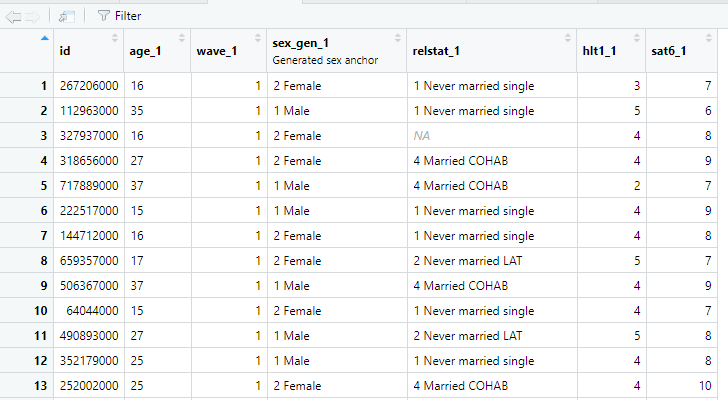 Filter
id age_1 wave_1 sex_gen_1 Generated sex anchor relstat_1 hlt1_1 sat6_1
1 267206000 16 1 2 Female 1 Never married single 3 7
2 112963000 35 1 1 Male 1 Never married single 5 6
3 327937000 16 1 2 Female NA 4 8
4 318656000 27 1 2 Female 4 Married COHAB 4 9
5 717889000 37 1 1 Male 4 Married COHAB 2 7
6 222517000 15 1 1 Male 1 Never married single 4 9
7 144712000 16 1 2 Female 1 Never married single 4 8
8 659357000 17 1 2 Female 2 Never married LAT 5 7
9 506367000 37 1 1 Male 4 Married COHAB 4 9
10 64044000 15 1 2 Female 1 Never married single 4 7
11 490893000 27 1 1 Male 2 Never married LAT 5 8
12 352179000 25 1 1 Male 1 Never married single 4 8
13 252002000 25 1 2 Female 4 Married COHAB 4 10